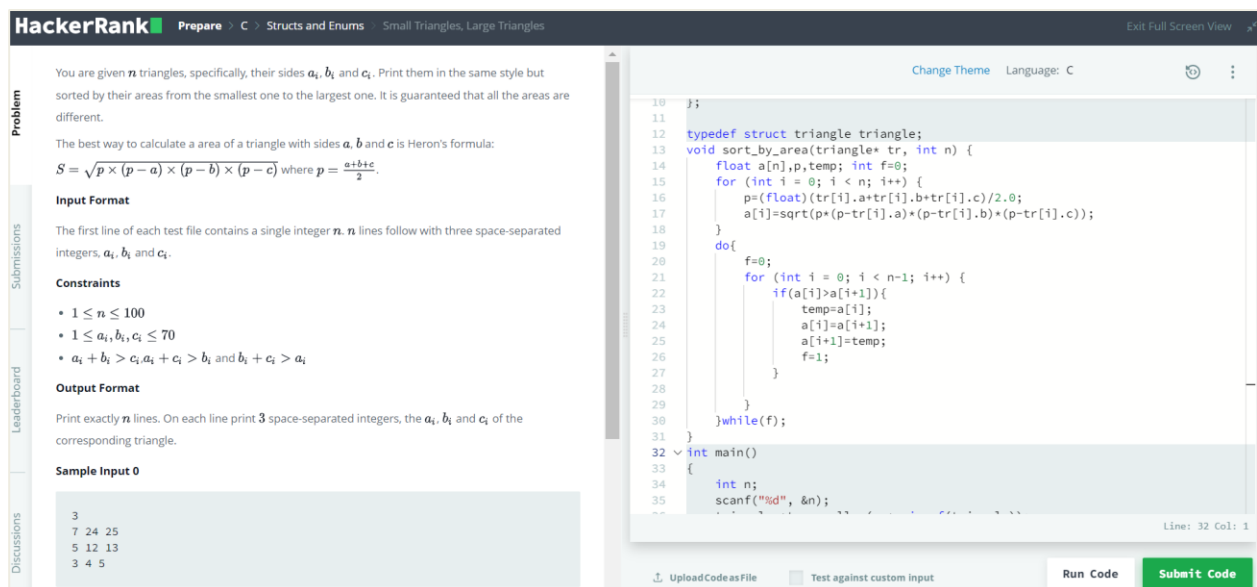 HackerRank Prepare > C > Structs and Enums > Small Triangles, Large Triangles Exit Full Screen View
Problem
Submissions
Leaderboard
Discussions
You are given n triangles, specifically, their sides aᵢ, bᵢ and cᵢ. Print them in the same style but
sorted by their areas from the smallest one to the largest one. It is guaranteed that all the areas are
different.
The best way to calculate a area of a triangle with sides a, b and c is Heron's formula:
S = √(p × (p − a) × (p − b) × (p − c)) where p = (a+b+c)/2.
Input Format
The first line of each test file contains a single integer n. n lines follow with three space-separated
integers, aᵢ, bᵢ and cᵢ.
Constraints
• 1 ≤ n ≤ 100
• 1 ≤ aᵢ, bᵢ, cᵢ ≤ 70
• aᵢ + bᵢ > cᵢ,aᵢ + cᵢ > bᵢ and bᵢ + cᵢ > aᵢ
Output Format
Print exactly n lines. On each line print 3 space-separated integers, the aᵢ, bᵢ and cᵢ of the
corresponding triangle.
Sample Input 0
3
7 24 25
5 12 13
3 4 5
Change Theme Language: C
10 };
11
12 typedef struct triangle triangle;
13 void sort_by_area(triangle* tr, int n) {
14     float a[n],p,temp; int f=0;
15     for (int i = 0; i < n; i++) {
16         p=(float)(tr[i].a+tr[i].b+tr[i].c)/2.0;
17         a[i]=sqrt(p*(p-tr[i].a)*(p-tr[i].b)*(p-tr[i].c));
18     }
19     do{
20         f=0;
21         for (int i = 0; i < n-1; i++) {
22             if(a[i]>a[i+1]){
23                 temp=a[i];
24                 a[i]=a[i+1];
25                 a[i+1]=temp;
26                 f=1;
27             }
28
29         }
30     }while(f);
31 }
32 int main()
33 {
34     int n;
35     scanf("%d", &n);
Line: 32 Col: 1
Upload Code as File Test against custom input Run Code Submit Code